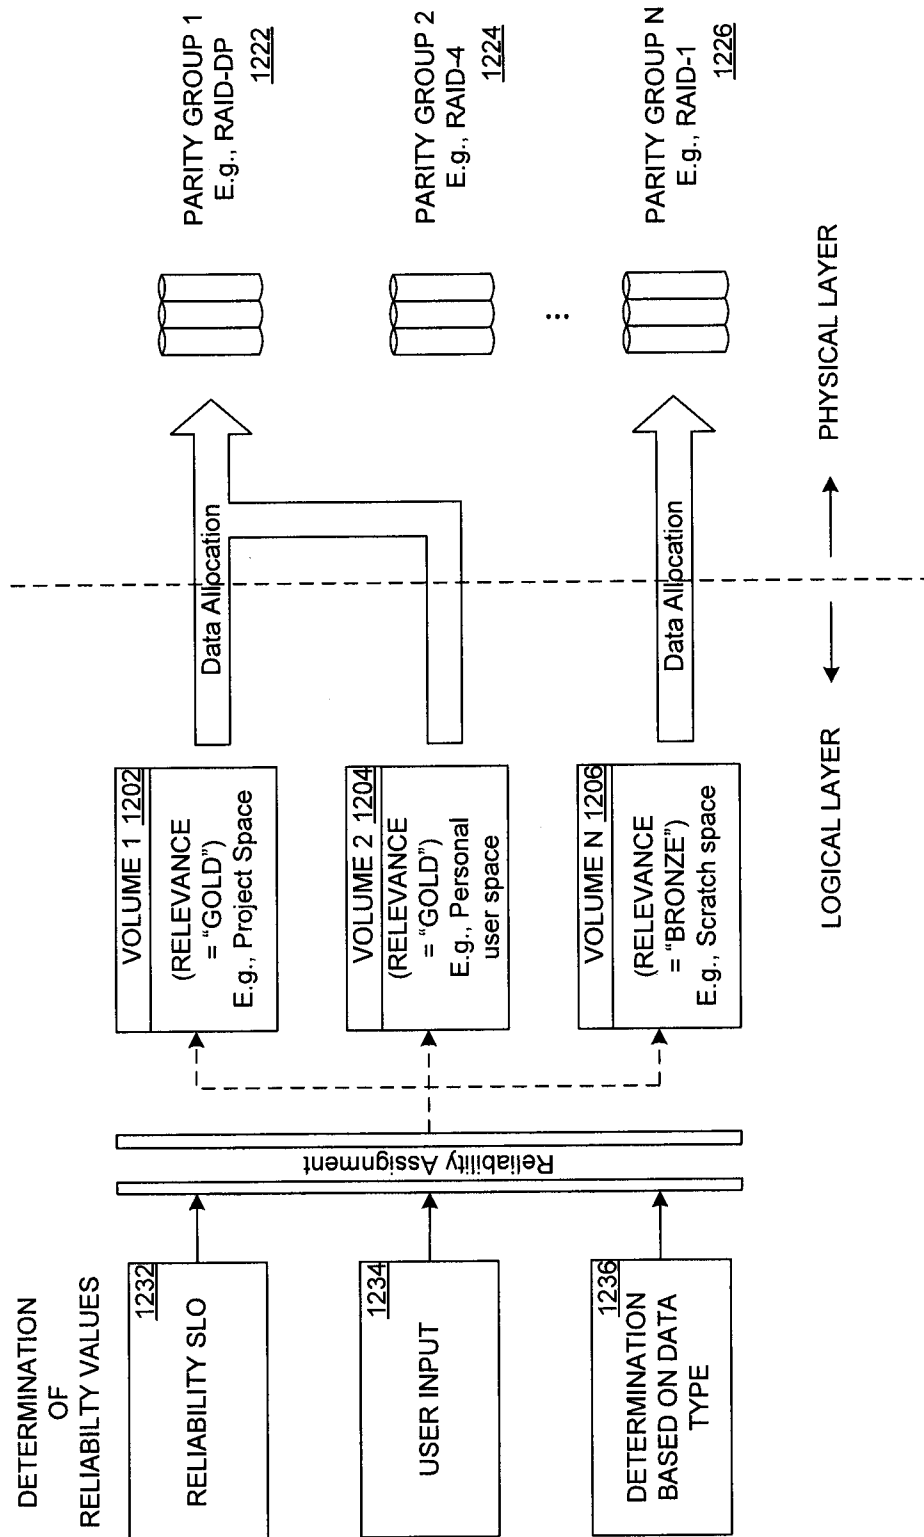 DETERMINATION
OF
RELIABILTY VALUES
1232
RELIABILITY SLO
1234
USER INPUT
1236
DETERMINATION
BASED ON DATA
TYPE
Reliability Assignment
VOLUME 1 1202
(RELEVANCE
= “GOLD”)
E.g., Project Space
VOLUME 2 1204
(RELEVANCE
= “GOLD”)
E.g., Personal
user space
VOLUME N 1206
(RELEVANCE
= “BRONZE”)
E.g., Scratch space
Data Allocation
Data Allocation
LOGICAL LAYER
PHYSICAL LAYER
PARITY GROUP 1
E.g., RAID-DP
1222
PARITY GROUP 2
E.g., RAID-4
1224
...
PARITY GROUP N
E.g., RAID-1
1226